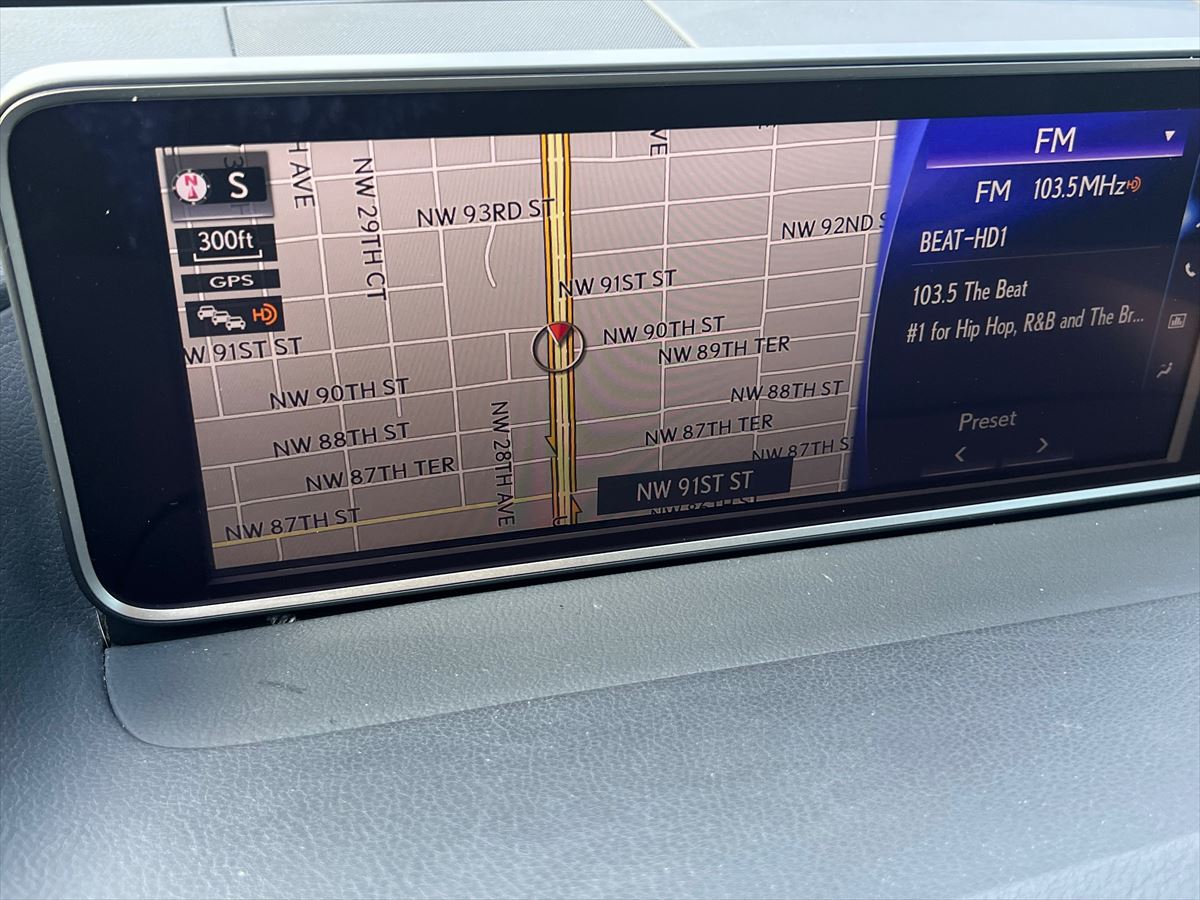 N
S
300ft
GPS
HD
H AVE
NW 29TH CT
NW 93RD ST
NW 92ND S
NW 91ST ST
NW 90TH ST
NW 89TH TER
W 91ST ST
NW 90TH ST
NW 88TH ST
NW 88TH ST
NW 87TH TER
NW 87TH TER
NW 87TH ST
NW 87TH ST
NW 28TH AVE
NW 91ST ST
FM
FM 103.5MHz HD
BEAT-HD1
103.5 The Beat
#1 for Hip Hop, R&B and The Br...
Preset